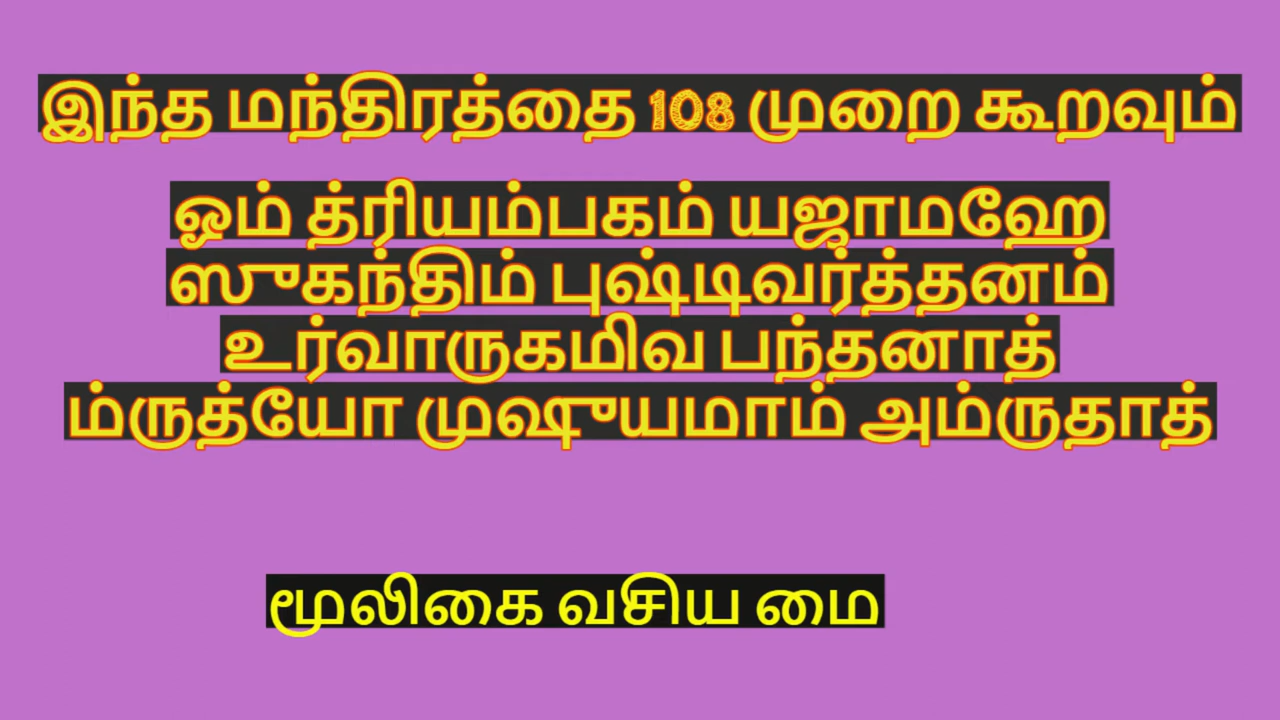 இந்த மந்திரத்தை 108 முறை கூறவும்
ஓம் த்ரியம்பகம் யஜாமஹே
ஸுகந்திம் புஷ்டிவர்த்தனம்
உர்வாருகமிவ பந்தனாத்
ம்ருத்யோ முஷுயமாம் அம்ருதாத்
மூலிகை வசிய மை